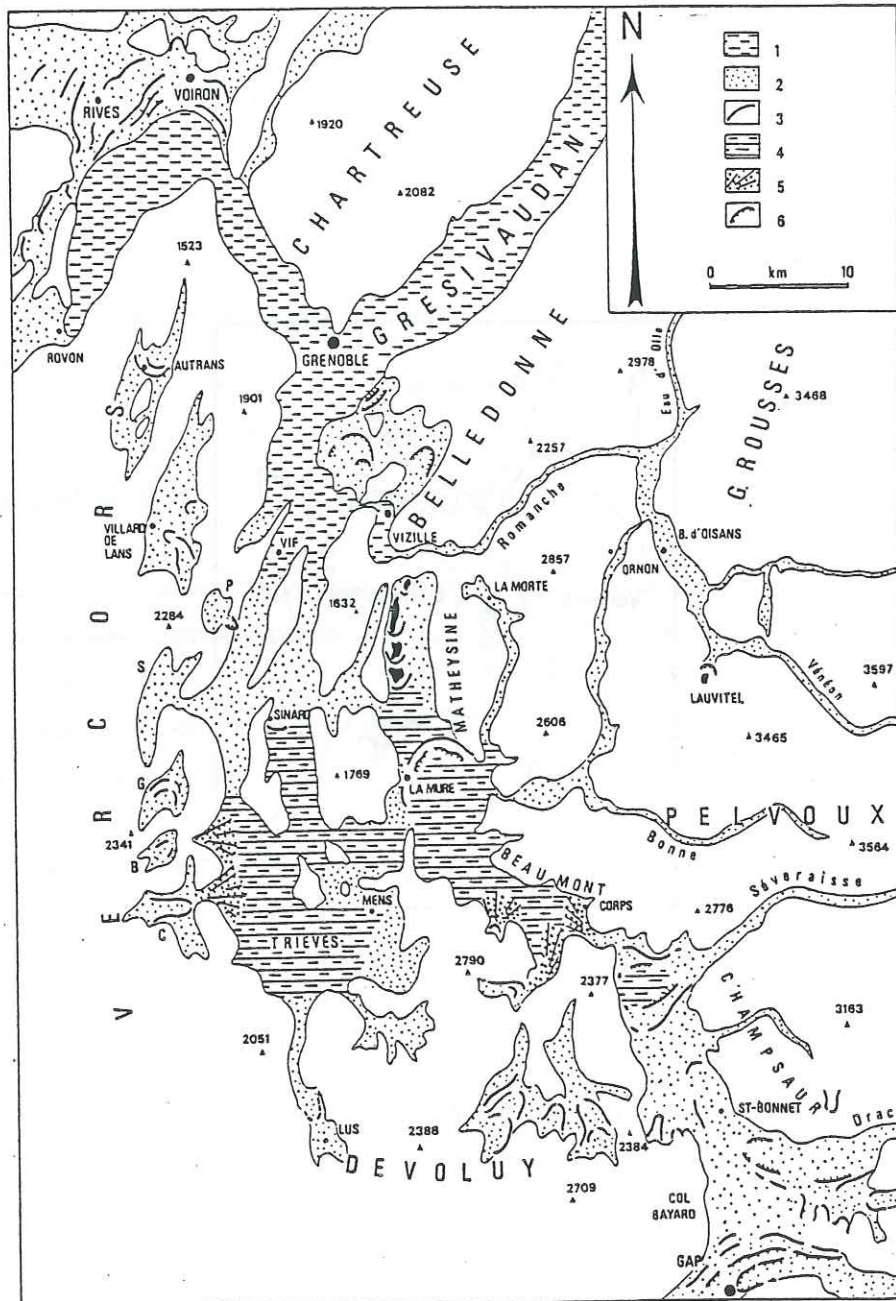 N
1
2
3
4
5
6
0 km 10
VOIRON
RIVES
1920
CHARTREUSE
2082
GRESIVAUDAN
1523
ROVON
GRENOBLE
AUTRANS
1901
BELLEDONNE
2978
Eau d' Olle
G. ROUSSES
3468
2257
VILLARD
DE
LANS
VIF
VIZILLE
Romanche
B. d'OISANS
ORNON
2857
LA MORTE
P
2284
1632
MATHEYSINE
S
SINARD
LAUVITEL
Vénéon
3597
2606
3465
1769
LA MURE
G
2341
B
PELVOUX
Bonne
3564
BEAUMONT
Séveraisse
CORPS
2776
MENS
TRIEVES
C
VERCORS
2790
2377
CHAMPSAUR
3163
2051
ST-BONNET
Drac
LUS
2388
2384
DEVOLUY
2709
COL
BAYARD
GAP